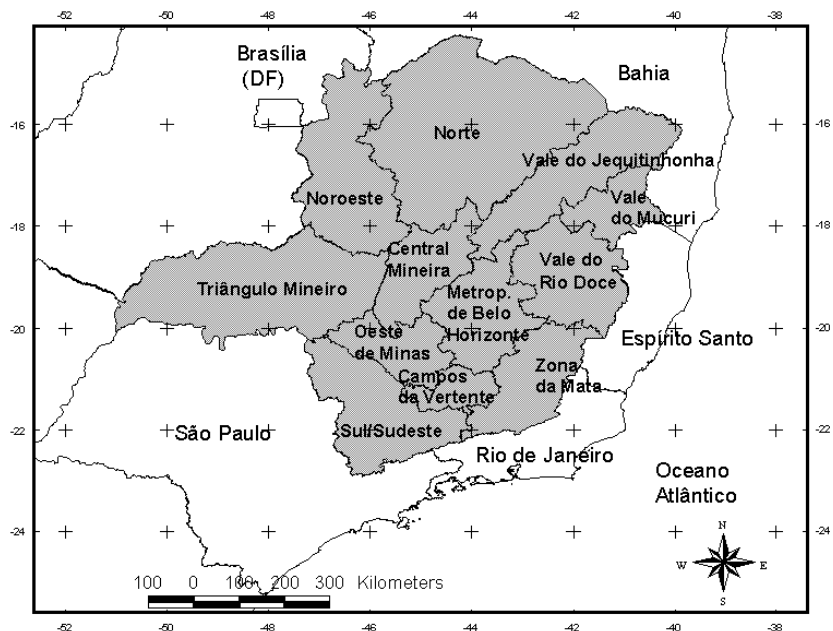 -52 -50 -48 -46 -44 -42 -40 -38
Brasília
(DF)
Bahia
-16 -16
Norte
Vale do Jequitinhonha
Noroeste
Vale
do Mucuri
-18 -18
Central
Mineira
Vale do
Rio Doce
Triângulo Mineiro
Metrop.
de Belo
Horizonte
-20 -20
Oeste
de Minas
Espírito Santo
Zona
da Mata
Campos
da Vertente
-22 -22
São Paulo
Sul/Sudeste
Rio de Janeiro
Oceano
Atlântico
-24 -24
N
W E
S
100 0 100 200 300 Kilometers
-52 -50 -48 -46 -44 -42 -40 -38